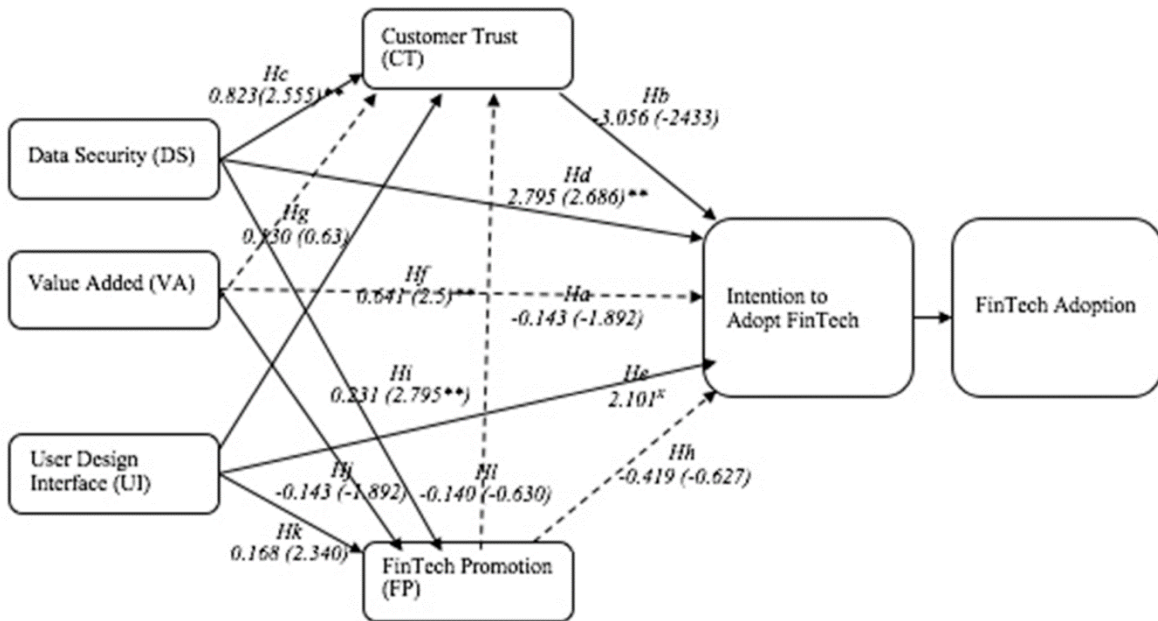 Customer Trust
(CT)
Hc
0.823(2.555)**
Hb
-3.056 (-2433)
Data Security (DS)
Hd
2.795 (2.686)**
Hg
0.130 (0.63)
Value Added (VA)
Hf
0.641 (2.5)**
Ha
-0.143 (-1.892)
Intention to
Adopt FinTech
FinTech Adoption
Hi
0.231 (2.795**)
He
2.101x
User Design
Interface (UI)
Hj
-0.143 (-1.892)
Hl
-0.140 (-0.630)
Hh
-0.419 (-0.627)
Hk
0.168 (2.340)
FinTech Promotion
(FP)